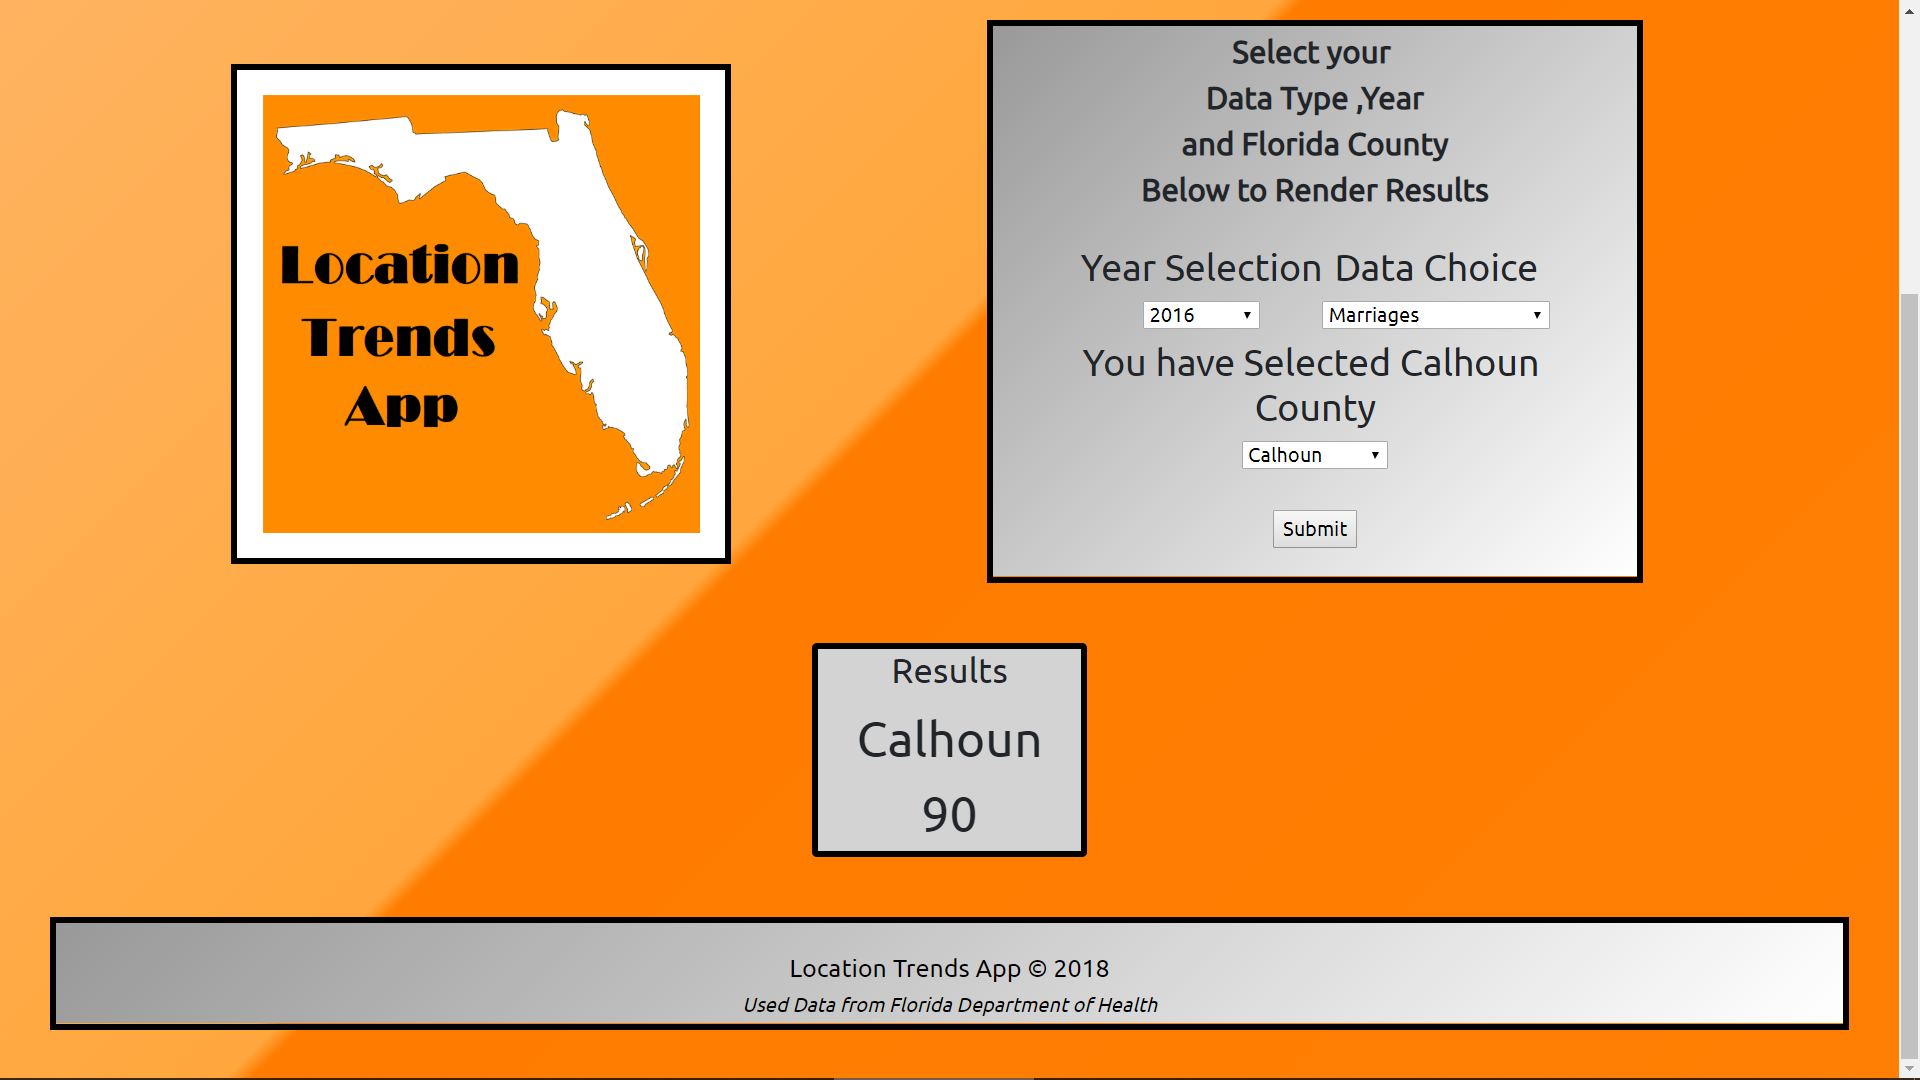 Location
Trends
App
Select your
Data Type ,Year
and Florida County
Below to Render Results
Year Selection Data Choice
2016 Marriages
You have Selected Calhoun
County
Calhoun
Submit
Results
Calhoun
90
Location Trends App © 2018
Used Data from Florida Department of Health